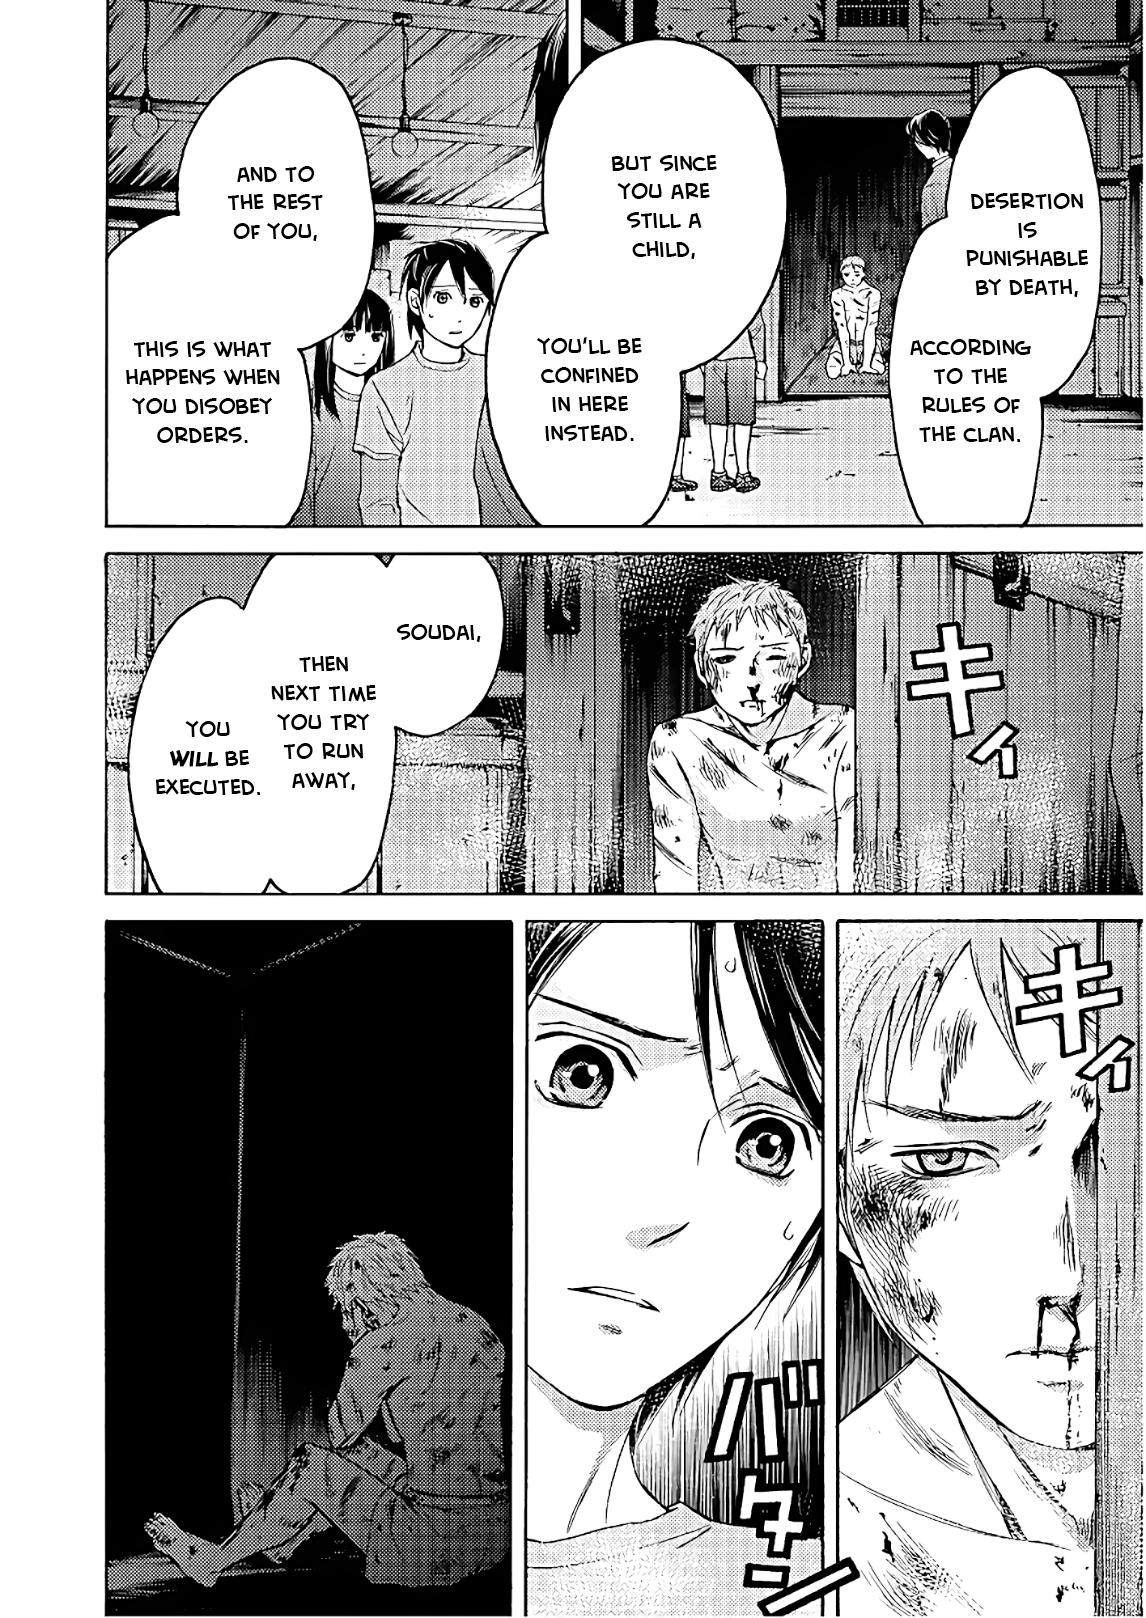 DESERTION
IS
PUNISHABLE
BY DEATH,
ACCORDING
TO THE
RULES OF
THE CLAN.
BUT SINCE
YOU ARE
STILL A
CHILD,
YOU'LL BE
CONFINED
IN HERE
INSTEAD.
AND TO
THE REST
OF YOU,
THIS IS WHAT
HAPPENS WHEN
YOU DISOBEY
ORDERS.
キィ
SOUDAI,
THEN
NEXT TIME
YOU TRY
TO RUN
AWAY,
YOU
WILL BE
EXECUTED.
キィ
バタン